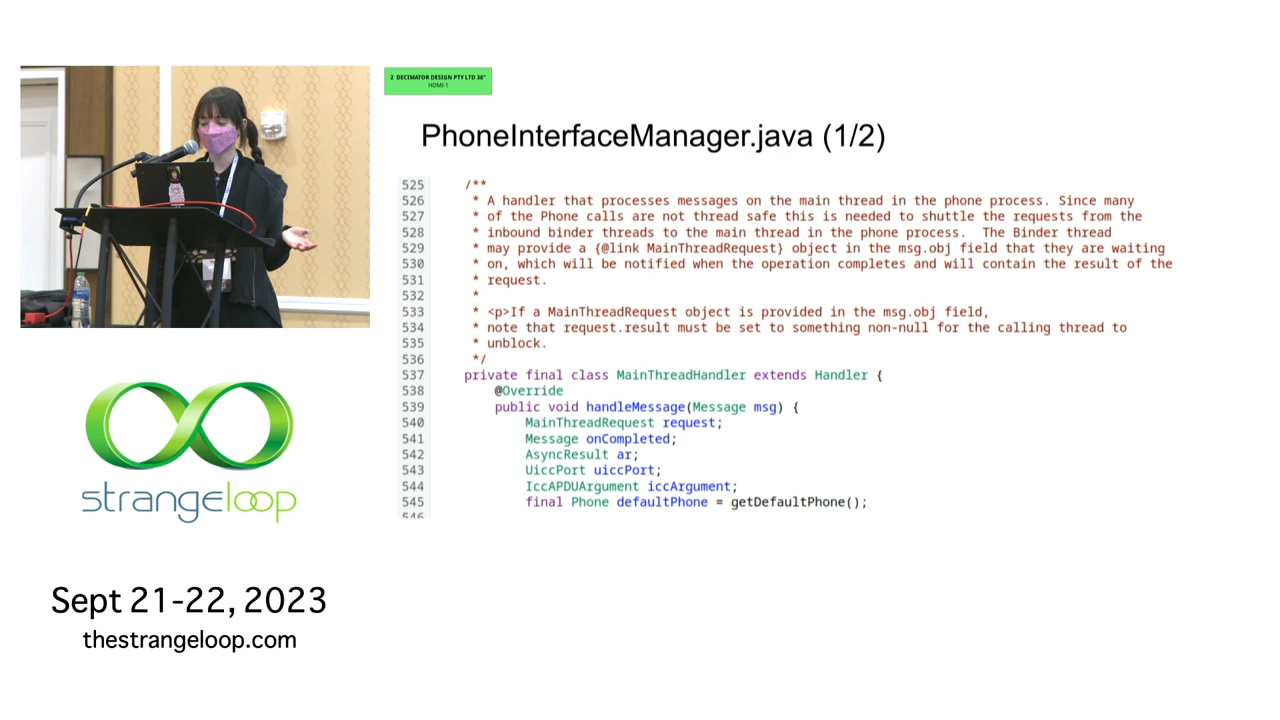 2 DECIMATOR DESIGN PTY LTD 36"
HDMI-1
PhoneInterfaceManager.java (1/2)
525 /**
526 * A handler that processes messages on the main thread in the phone process. Since many
527 * of the Phone calls are not thread safe this is needed to shuttle the requests from the
528 * inbound binder threads to the main thread in the phone process.  The Binder thread
529 * may provide a {@link MainThreadRequest} object in the msg.obj field that they are waiting
530 * on, which will be notified when the operation completes and will contain the result of the
531 * request.
532 *
533 * <p>If a MainThreadRequest object is provided in the msg.obj field,
534 * note that request.result must be set to something non-null for the calling thread to
535 * unblock.
536 */
537 private final class MainThreadHandler extends Handler {
538 @Override
539 public void handleMessage(Message msg) {
540 MainThreadRequest request;
541 Message onCompleted;
542 AsyncResult ar;
543 UiccPort uiccPort;
544 IccAPDUArgument iccArgument;
545 final Phone defaultPhone = getDefaultPhone();
546
strangeloop
Sept 21-22, 2023
thestrangeloop.com